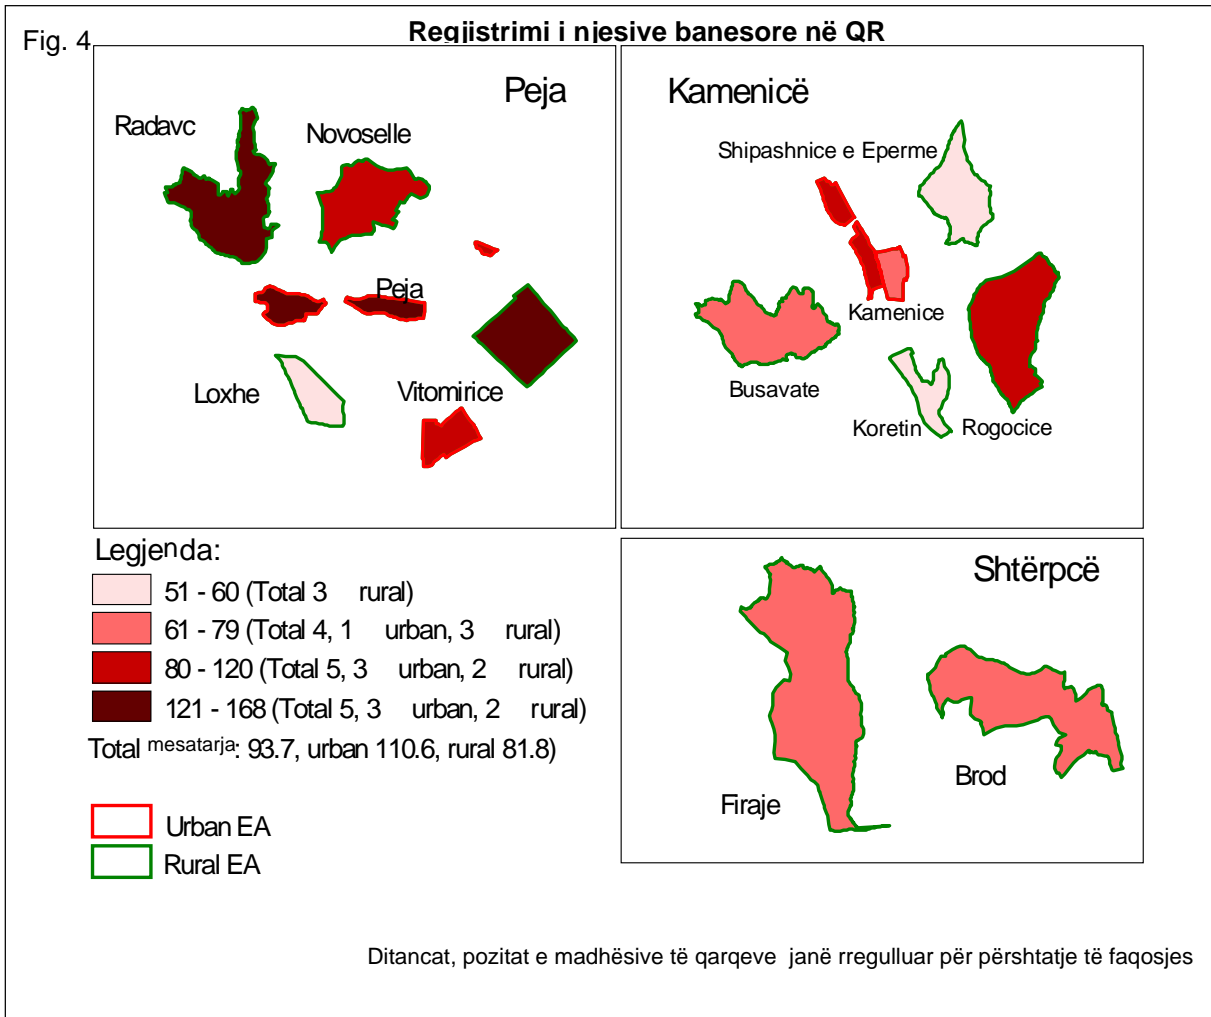 Fig. 4
Regjistrimi i njesive banesore në QR
Peja
Radavc
Novoselle
Peja
Loxhe
Vitomirice
Kamenicë
Shipashnice e Eperme
Kamenice
Busavate
Koretin
Rogocice
Legjenda:
51 - 60 (Total 3 rural)
61 - 79 (Total 4, 1 urban, 3 rural)
80 - 120 (Total 5, 3 urban, 2 rural)
121 - 168 (Total 5, 3 urban, 2 rural)
Total mesatarja: 93.7, urban 110.6, rural 81.8)
Urban EA
Rural EA
Shtërpcë
Firaje
Brod
Ditancat, pozitat e madhësive të qarqeve janë rregulluar për përshtatje të faqosjes